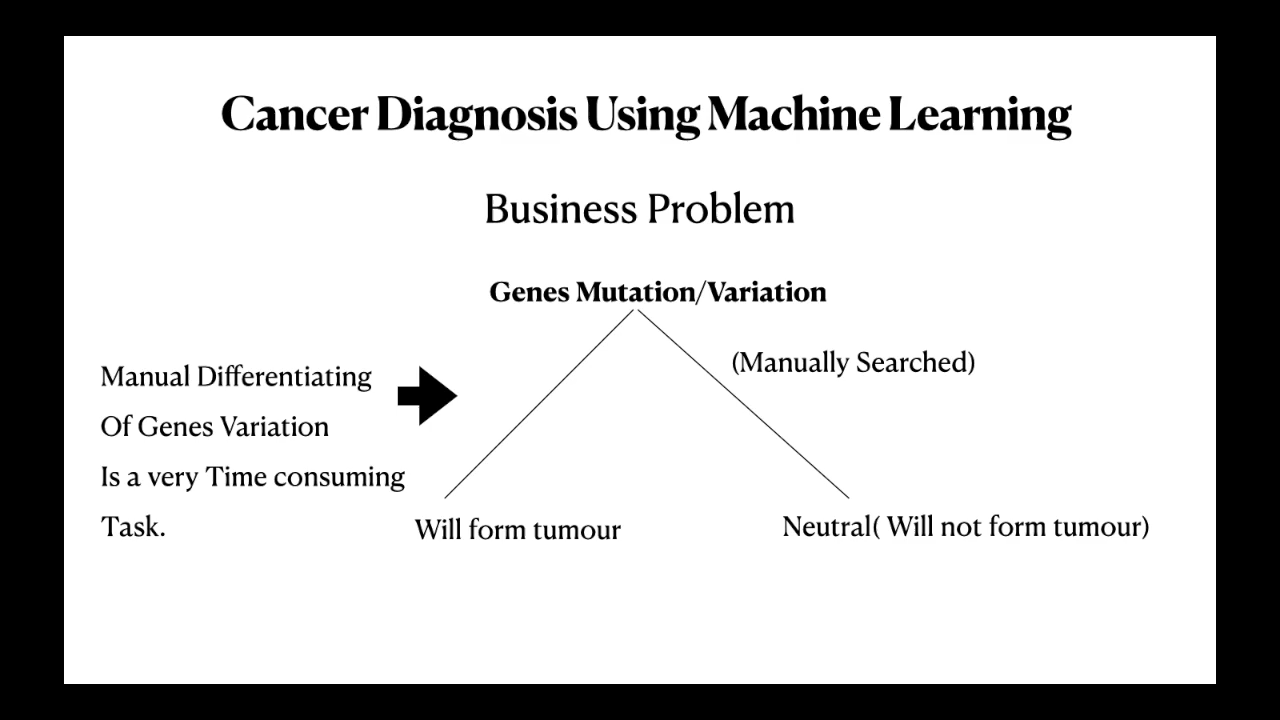 Cancer Diagnosis Using Machine Learning
Business Problem
Genes Mutation/Variation
(Manually Searched)
Manual Differentiating
Of Genes Variation
Is a very Time consuming
Task.
Will form tumour
Neutral( Will not form tumour)